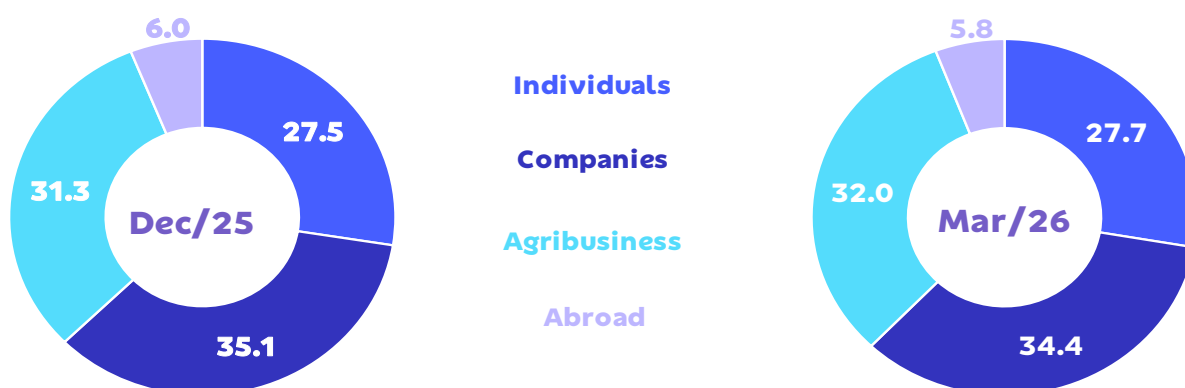 6.0
27.5
31.3
Dec/25
35.1
Individuals
Companies
Agribusiness
Abroad
5.8
27.7
32.0
Mar/26
34.4